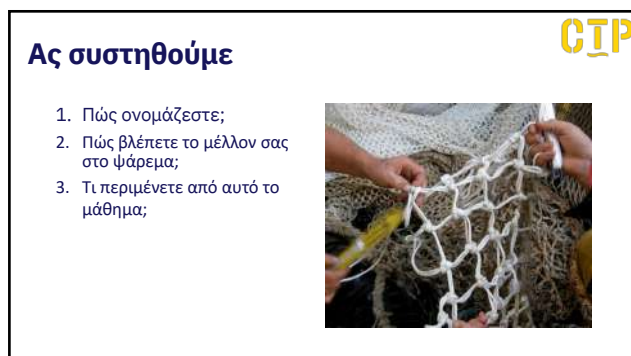 CTP
Ας συστηθούμε
1. Πώς ονομάζεστε;
2. Πώς βλέπετε το μέλλον σας
στο ψάρεμα;
3. Τι περιμένετε από αυτό το
μάθημα;